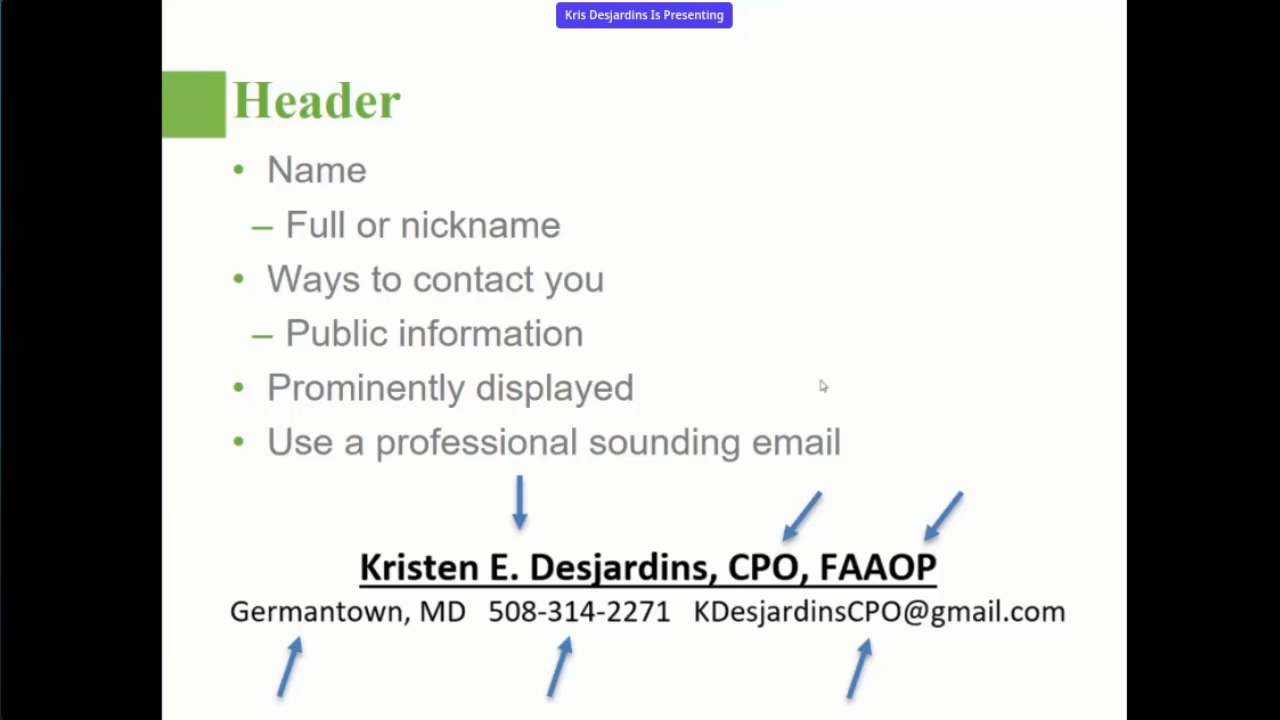 Kris Desjardins Is Presenting
Header
• Name
– Full or nickname
• Ways to contact you
– Public information
• Prominently displayed
• Use a professional sounding email
Kristen E. Desjardins, CPO, FAAOP
Germantown, MD 508-314-2271 KDesjardinsCPO@gmail.com